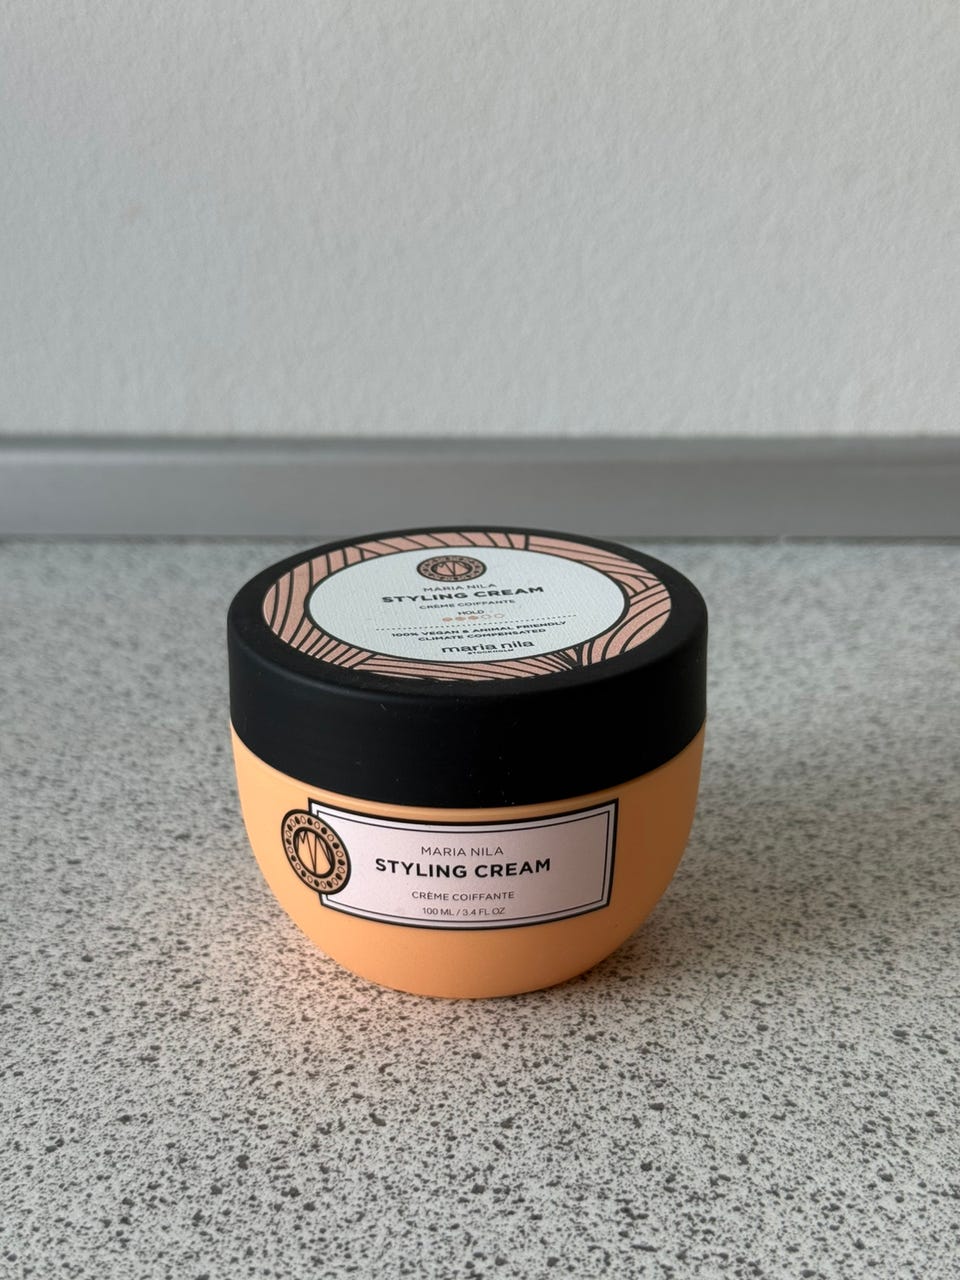 MARIA NILA
STYLING CREAM
CRÈME COIFFANTE
HOLD
100% VEGAN & ANIMAL FRIENDLY
CLIMATE COMPENSATED
maria nila
STOCKHOLM
MARIA NILA
STYLING CREAM
CRÈME COIFFANTE
100 ML / 3.4 FL OZ